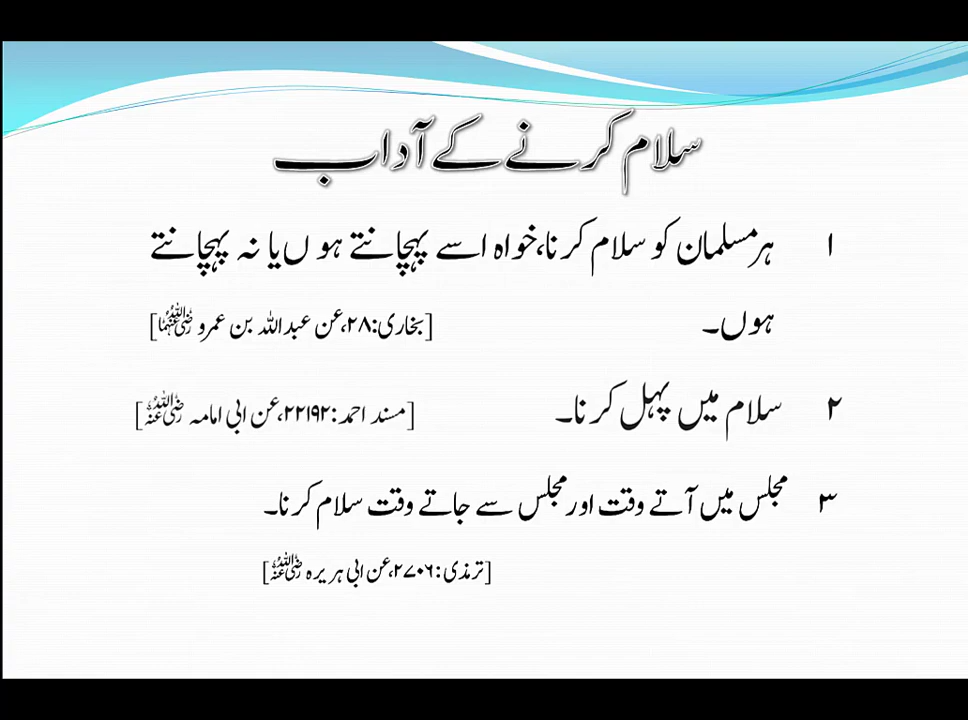 سلام کرنے کے آداب
۱ ہر مسلمان کو سلام کرنا،خواہ اسے پہچانتے ہو ں یا نہ پہچانتے
ہوں۔ [بخاری:۲۸،عن عبداللہ بن عمرو رضی اللہ عنہما]
۲ سلام میں پہل کرنا۔ [مسند احمد:۲۲۱۹۲،عن ابی امامہ رضی اللہ عنہ]
۳ مجلس میں آتے وقت اور مجلس سے جاتے وقت سلام کرنا۔
[ترمذی:۲۷۰۶،عن ابی ہریرہ رضی اللہ عنہ]